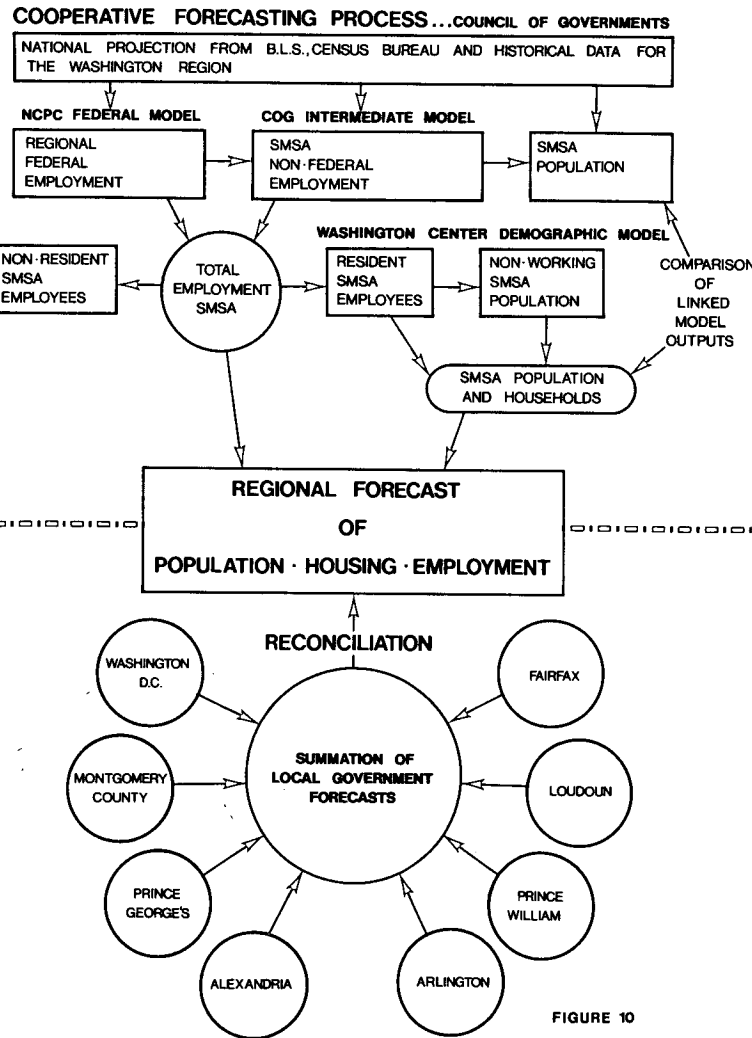 COOPERATIVE FORECASTING PROCESS...COUNCIL OF GOVERNMENTS
NATIONAL PROJECTION FROM B.L.S., CENSUS BUREAU AND HISTORICAL DATA FOR
THE WASHINGTON REGION
NCPC FEDERAL MODEL
COG INTERMEDIATE MODEL
REGIONAL
FEDERAL
EMPLOYMENT
SMSA
NON·FEDERAL
EMPLOYMENT
SMSA
POPULATION
WASHINGTON CENTER DEMOGRAPHIC MODEL
NON·RESIDENT
SMSA
EMPLOYEES
TOTAL
EMPLOYMENT
SMSA
RESIDENT
SMSA
EMPLOYEES
NON·WORKING
SMSA
POPULATION
COMPARISON
OF
LINKED
MODEL
OUTPUTS
SMSA POPULATION
AND HOUSEHOLDS
REGIONAL FORECAST
OF
POPULATION · HOUSING · EMPLOYMENT
RECONCILIATION
WASHINGTON
D.C.
FAIRFAX
SUMMATION OF
LOCAL GOVERNMENT
FORECASTS
MONTGOMERY
COUNTY
LOUDOUN
PRINCE
GEORGE'S
PRINCE
WILLIAM
ALEXANDRIA
ARLINGTON
FIGURE 10